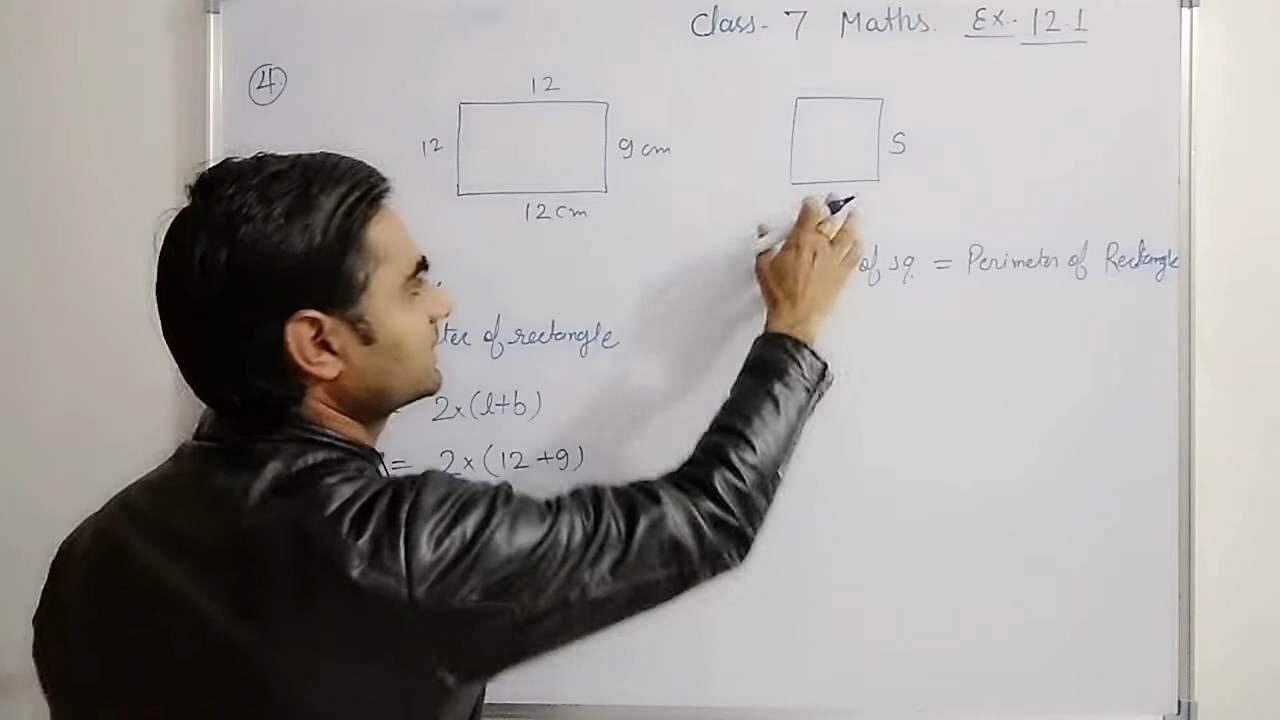 Class- 7 Maths. Ex.- 12.1
4.
12
12
9 cm
12 cm
S
of sq. = Perimeter of Rectangle
of rectangle
2×(l+b)
= 2×(12+9)